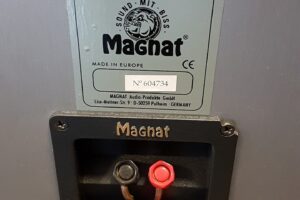 SOUND · MIT · BISS
Magnat®
MADE IN EUROPE
Nº 604734
MAGNAT Audio-Produkte GmbH
Lise-Meitner-Str. 9 · D-50259 Pulheim · GERMANY
Magnat